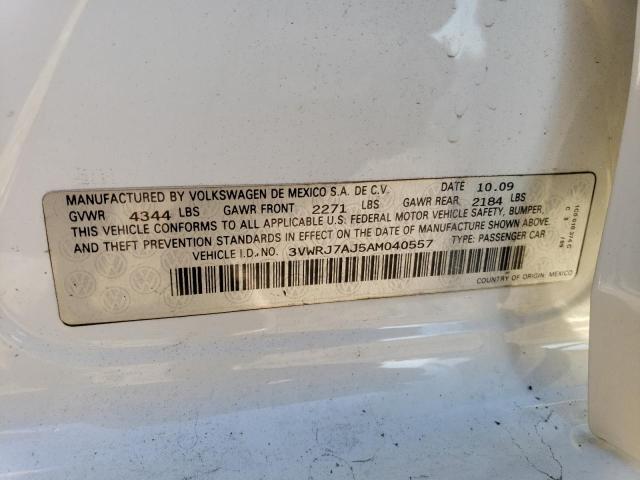 MANUFACTURED BY VOLKSWAGEN DE MEXICO S.A. DE C.V. DATE 10.09
GVWR 4344 LBS GAWR FRONT 2271 LBS GAWR REAR 2184 LBS
THIS VEHICLE CONFORMS TO ALL APPLICABLE U.S. FEDERAL MOTOR VEHICLE SAFETY, BUMPER,
AND THEFT PREVENTION STANDARDS IN EFFECT ON THE DATE OF MANUFACTURE SHOWN ABOVE.
VEHICLE I.D. NO. 3VWRJ7AJ5AM040557 TYPE: PASSENGER CAR
COUNTRY OF ORIGIN: MEXICO